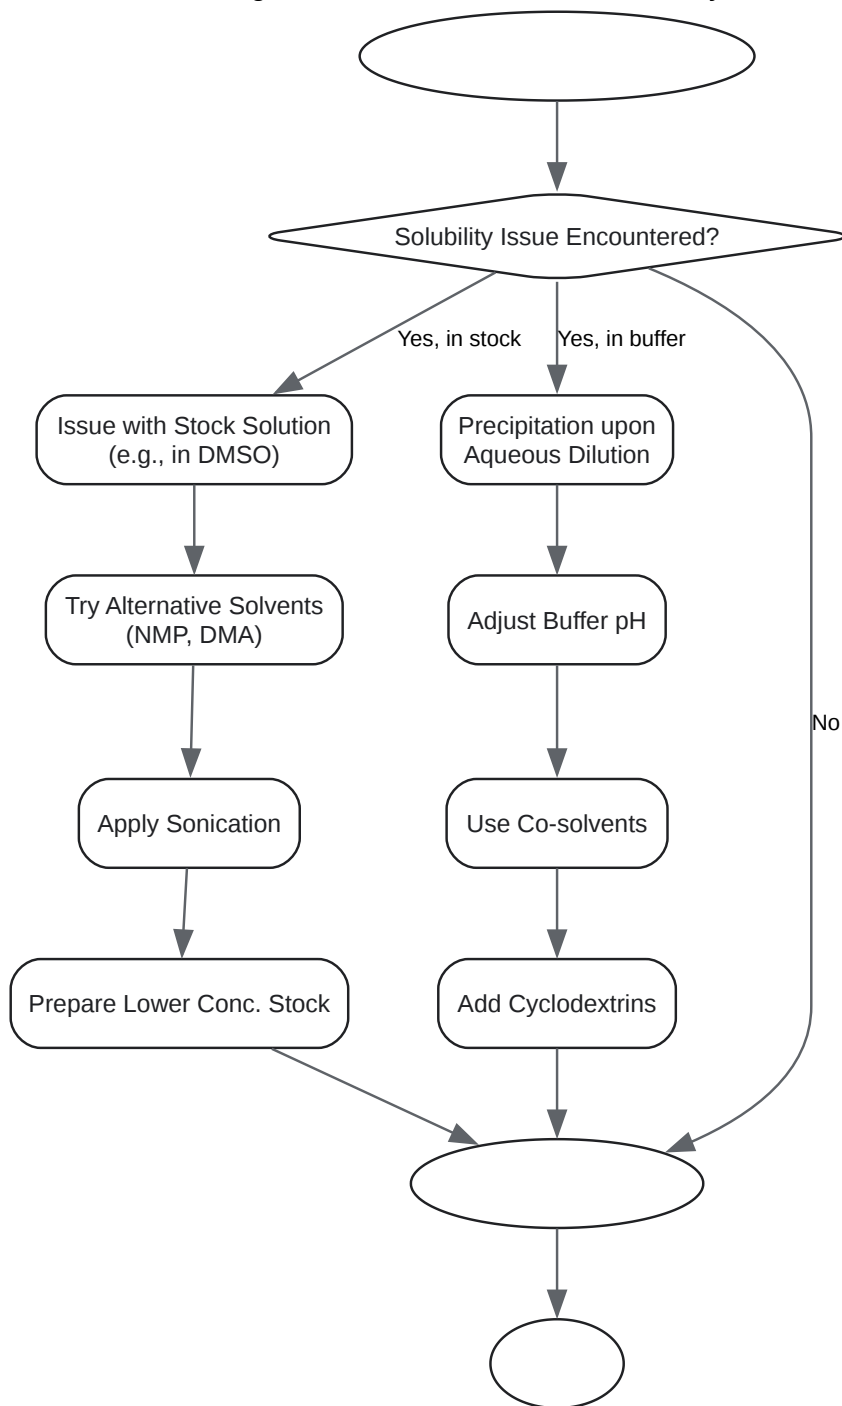 Solubility Issue Encountered?
Yes, in stock
Yes, in buffer
Issue with Stock Solution
(e.g., in DMSO)
Precipitation upon
Aqueous Dilution
Try Alternative Solvents
(NMP, DMA)
Adjust Buffer pH
No
Apply Sonication
Use Co-solvents
Prepare Lower Conc. Stock
Add Cyclodextrins